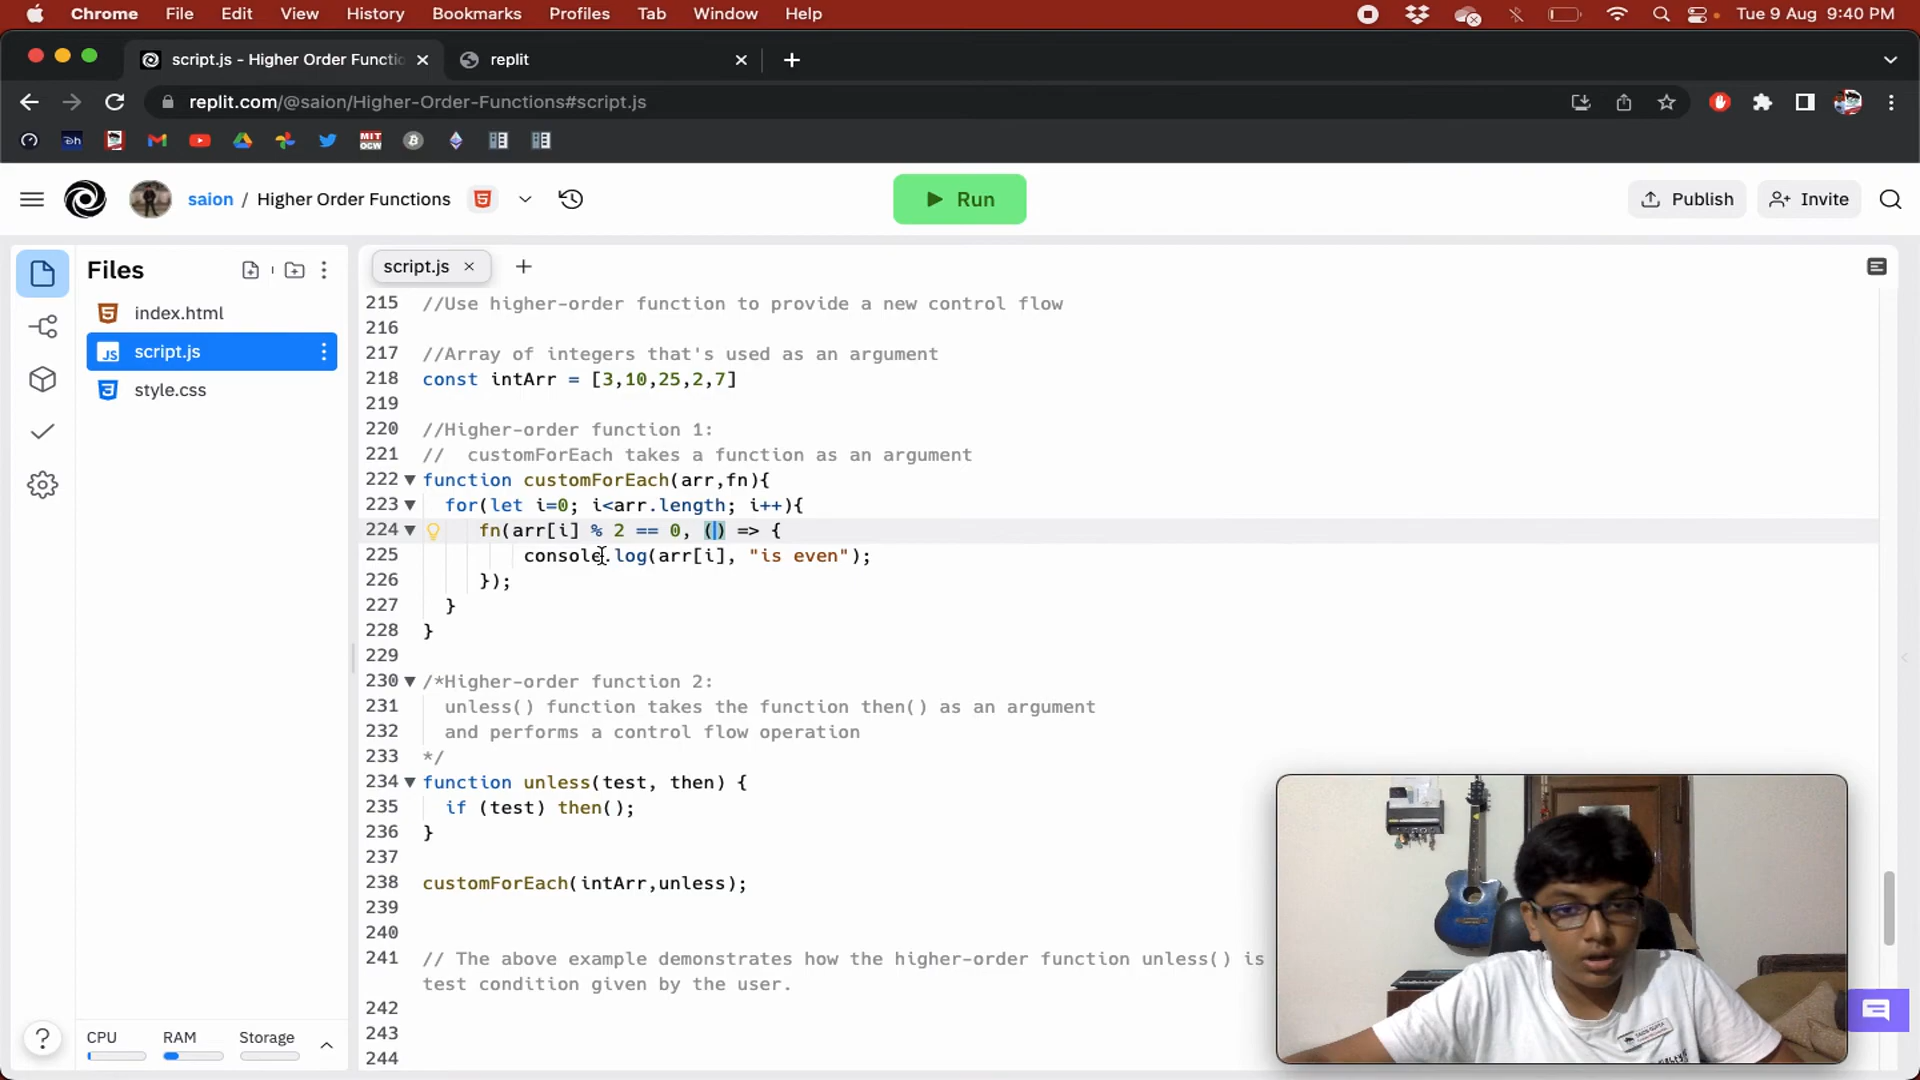 Chrome File Edit View History Bookmarks Profiles Tab Window Help Tue 9 Aug 9:40 PM
script.js - Higher Order Functi replit
replit.com/@saion/Higher-Order-Functions#script.js
Dh MIT OCW
saion / Higher Order Functions Run Publish Invite
Files script.js
index.html
script.js
style.css
215 //Use higher-order function to provide a new control flow
216
217 //Array of integers that's used as an argument
218 const intArr = [3,10,25,2,7]
219
220 //Higher-order function 1:
221 // customForEach takes a function as an argument
222 function customForEach(arr,fn){
223 for(let i=0; i<arr.length; i++){
224 fn(arr[i] % 2 == 0, () => {
225 console.log(arr[i], "is even");
226 });
227 }
228 }
229
230 /*Higher-order function 2:
231 unless() function takes the function then() as an argument
232 and performs a control flow operation
233 */
234 function unless(test, then) {
235 if (test) then();
236 }
237
238 customForEach(intArr,unless);
239
240
241 // The above example demonstrates how the higher-order function unless() is
test condition given by the user.
242
243
244
CPU RAM Storage